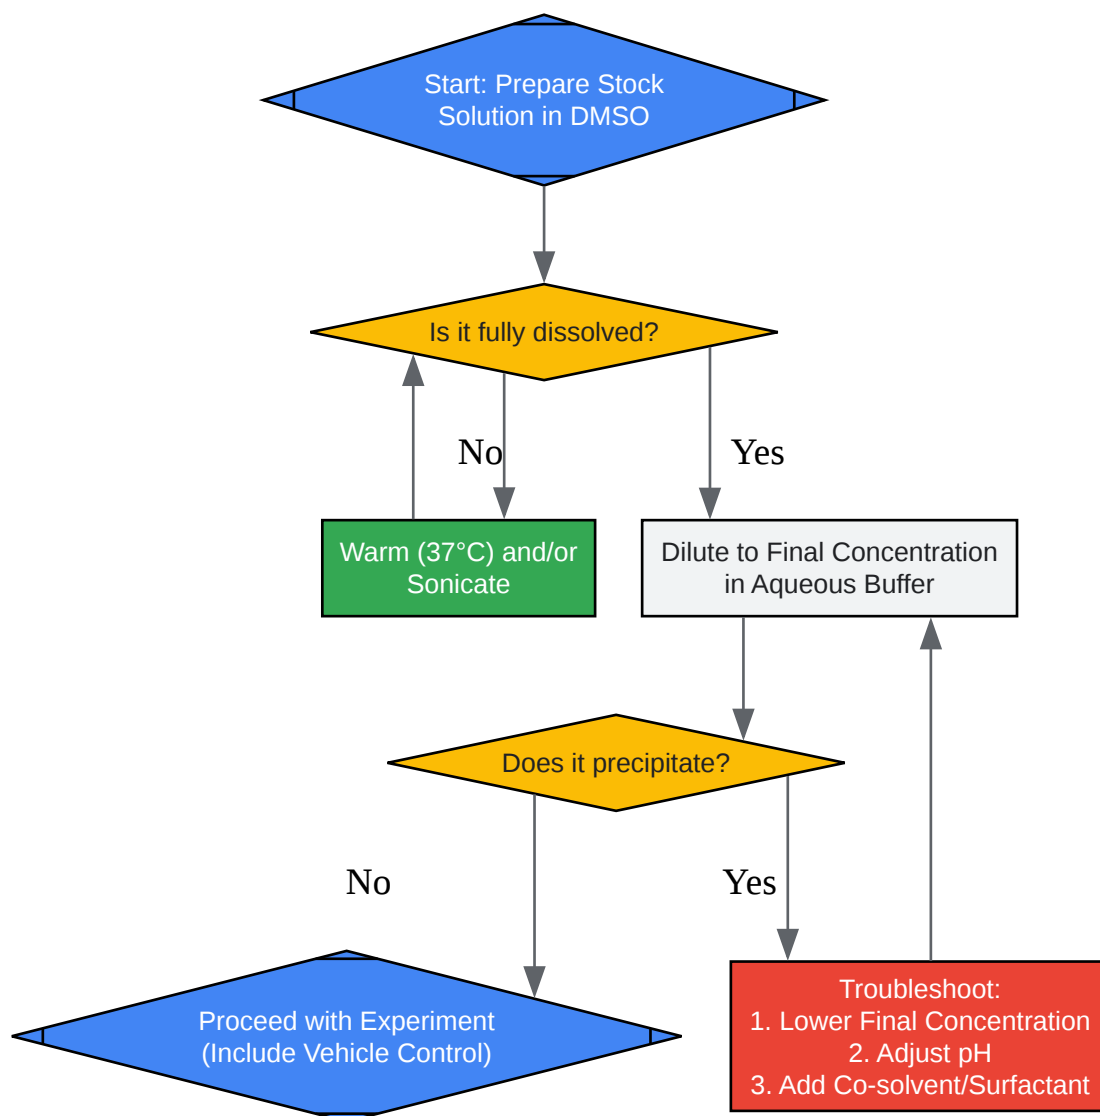 Start: Prepare Stock
Solution in DMSO
Is it fully dissolved?
No
Yes
Warm (37°C) and/or
Sonicate
Dilute to Final Concentration
in Aqueous Buffer
Does it precipitate?
No
Yes
Proceed with Experiment
(Include Vehicle Control)
Troubleshoot:
1. Lower Final Concentration
2. Adjust pH
3. Add Co-solvent/Surfactant